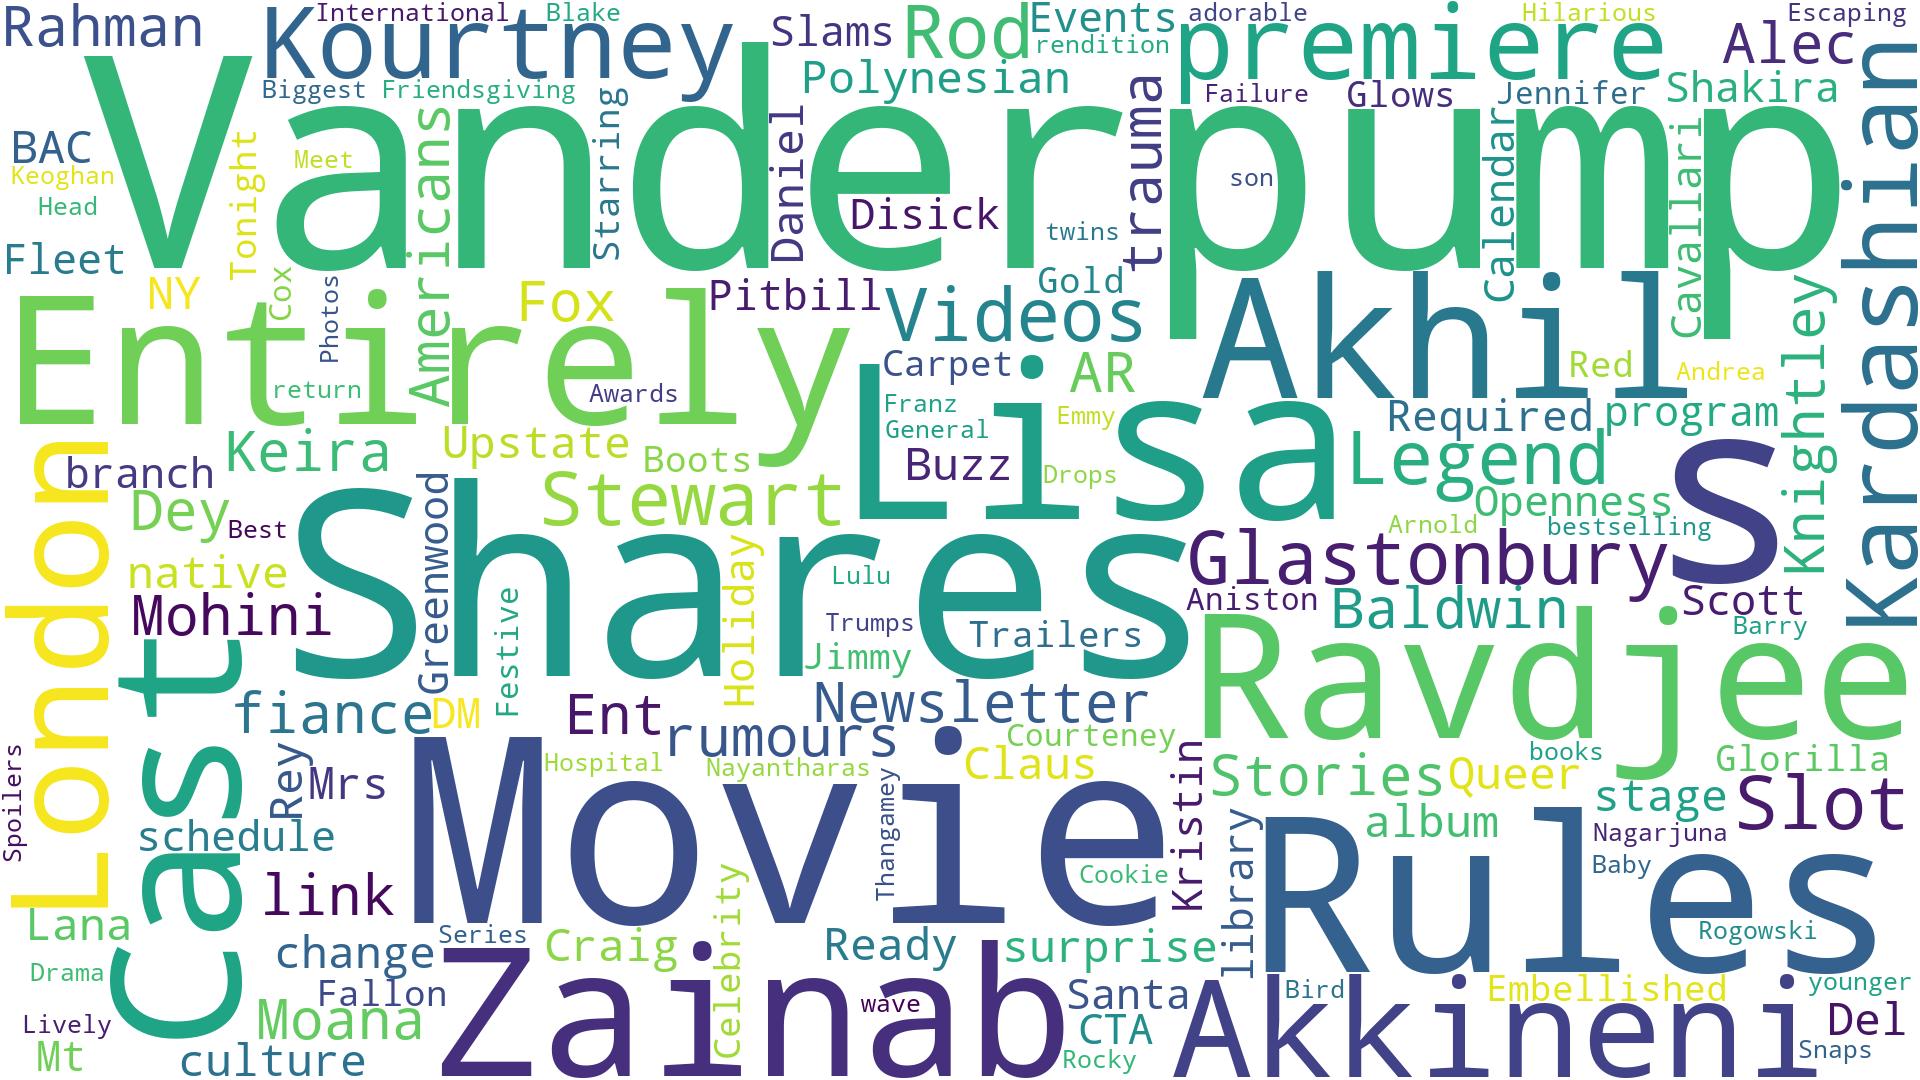 Rahman
Kourtney
International
Blake
Slams
Rod
Events
adorable
Hilarious
Escaping
rendition
premiere
Alec
Biggest
Friendsgiving
Polynesian
Failure
Glows
Jennifer
Shakira
Vanderpump
BAC
Keoghan
Head
Tonight
Meet
Americans
Starring
Daniel
Disick
trauma
son
twins
Calendar
Cavallari
Kardashian
Fleet
NY
Cox
Photos
Fox
Pitbill
Videos
Gold
Akhil
Knightley
Entirely
return
Awards
Carpet
AR
Red
Andrea
Lisa
Franz
General
Emmy
Required
program
London
branch
Keira
Upstate
Boots
Buzz
Drops
Legend
s
Dey
Best
Greenwood
Stewart
Openness
Arnold
bestselling
native
Mohini
Shares
Festive
Holiday
Lulu
Glastonbury
Trumps
Trailers
Aniston
Baldwin
Scott
Barry
Jimmy
Ravdjee
Cast
fiance
DM
Ent
rumours
Newsletter
Courteney
Spoilers
Rey
Mrs
Movie
Hospital
Nayantharas
Thangamey
Claus
Kristin
Stories
Queer
books
Glorilla
schedule
stage
Slot
album
Nagarjuna
Baby
link
Celebrity
Cookie
library
Rules
Lana
Series
change
Craig
Ready
surprise
Rogowski
Drama
Fallon
Zainab
wave
Santa
Bird
Embellished
younger
Lively
Moana
CTA
Akkineni
Del
Mt
culture
Rocky
Snaps